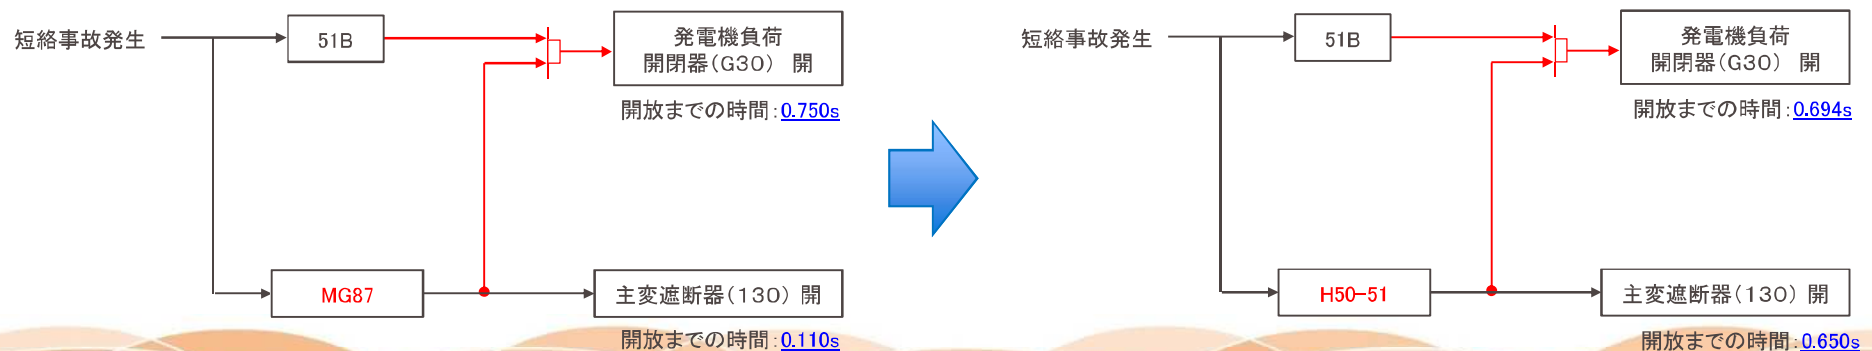 短絡事故発生
51B
発電機負荷
開閉器(G30) 開
開放までの時間:0.750s
MG87
主変遮断器(130) 開
開放までの時間:0.110s
短絡事故発生
51B
発電機負荷
開閉器(G30) 開
開放までの時間:0.694s
H50-51
主変遮断器(130) 開
開放までの時間:0.650s